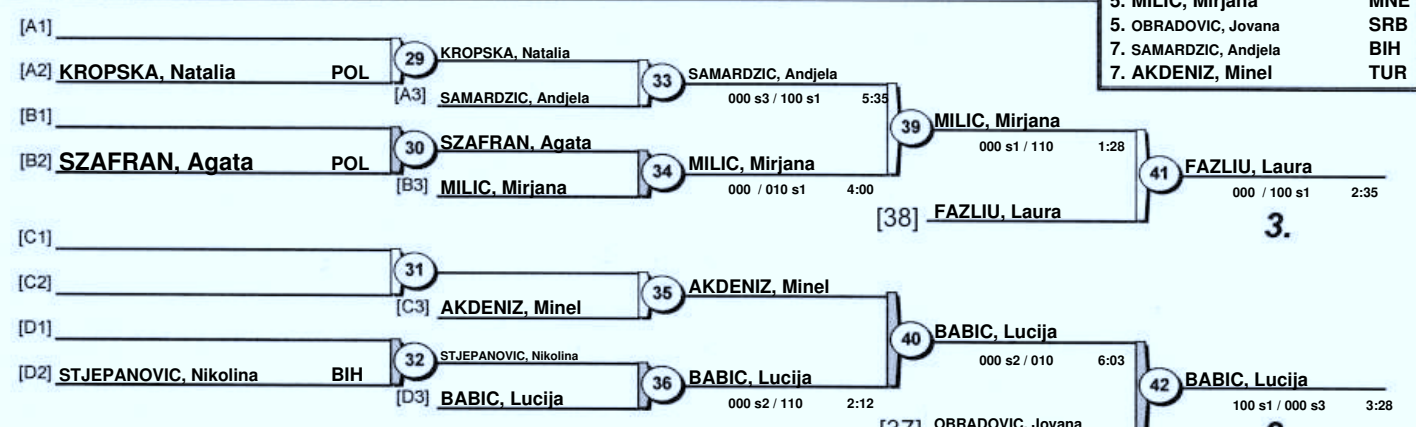 5. MILIC, Mirjana MNE
[A1]
5. OBRADOVIC, Jovana SRB
29 KROPSKA, Natalia
7. SAMARDZIC, Andjela BIH
[A2] KROPSKA, Natalia POL
33 SAMARDZIC, Andjela
7. AKDENIZ, Minel TUR
[A3] SAMARDZIC, Andjela
000 s3 / 100 s1 5:35
[B1]
39 MILIC, Mirjana
30 SZAFRAN, Agata
000 s1 / 110 1:28
[B2] SZAFRAN, Agata POL
34 MILIC, Mirjana
41 FAZLIU, Laura
[B3] MILIC, Mirjana
000 / 010 s1 4:00
000 / 100 s1 2:35
[38] FAZLIU, Laura
3.
[C1]
31
[C2]
35 AKDENIZ, Minel
[C3] AKDENIZ, Minel
[D1]
40 BABIC, Lucija
32 STJEPANOVIC, Nikolina
000 s2 / 010 6:03
[D2] STJEPANOVIC, Nikolina BIH
36 BABIC, Lucija
42 BABIC, Lucija
[D3] BABIC, Lucija
000 s2 / 110 2:12
100 s1 / 000 s3 3:28
[37] OBRADOVIC, Jovana